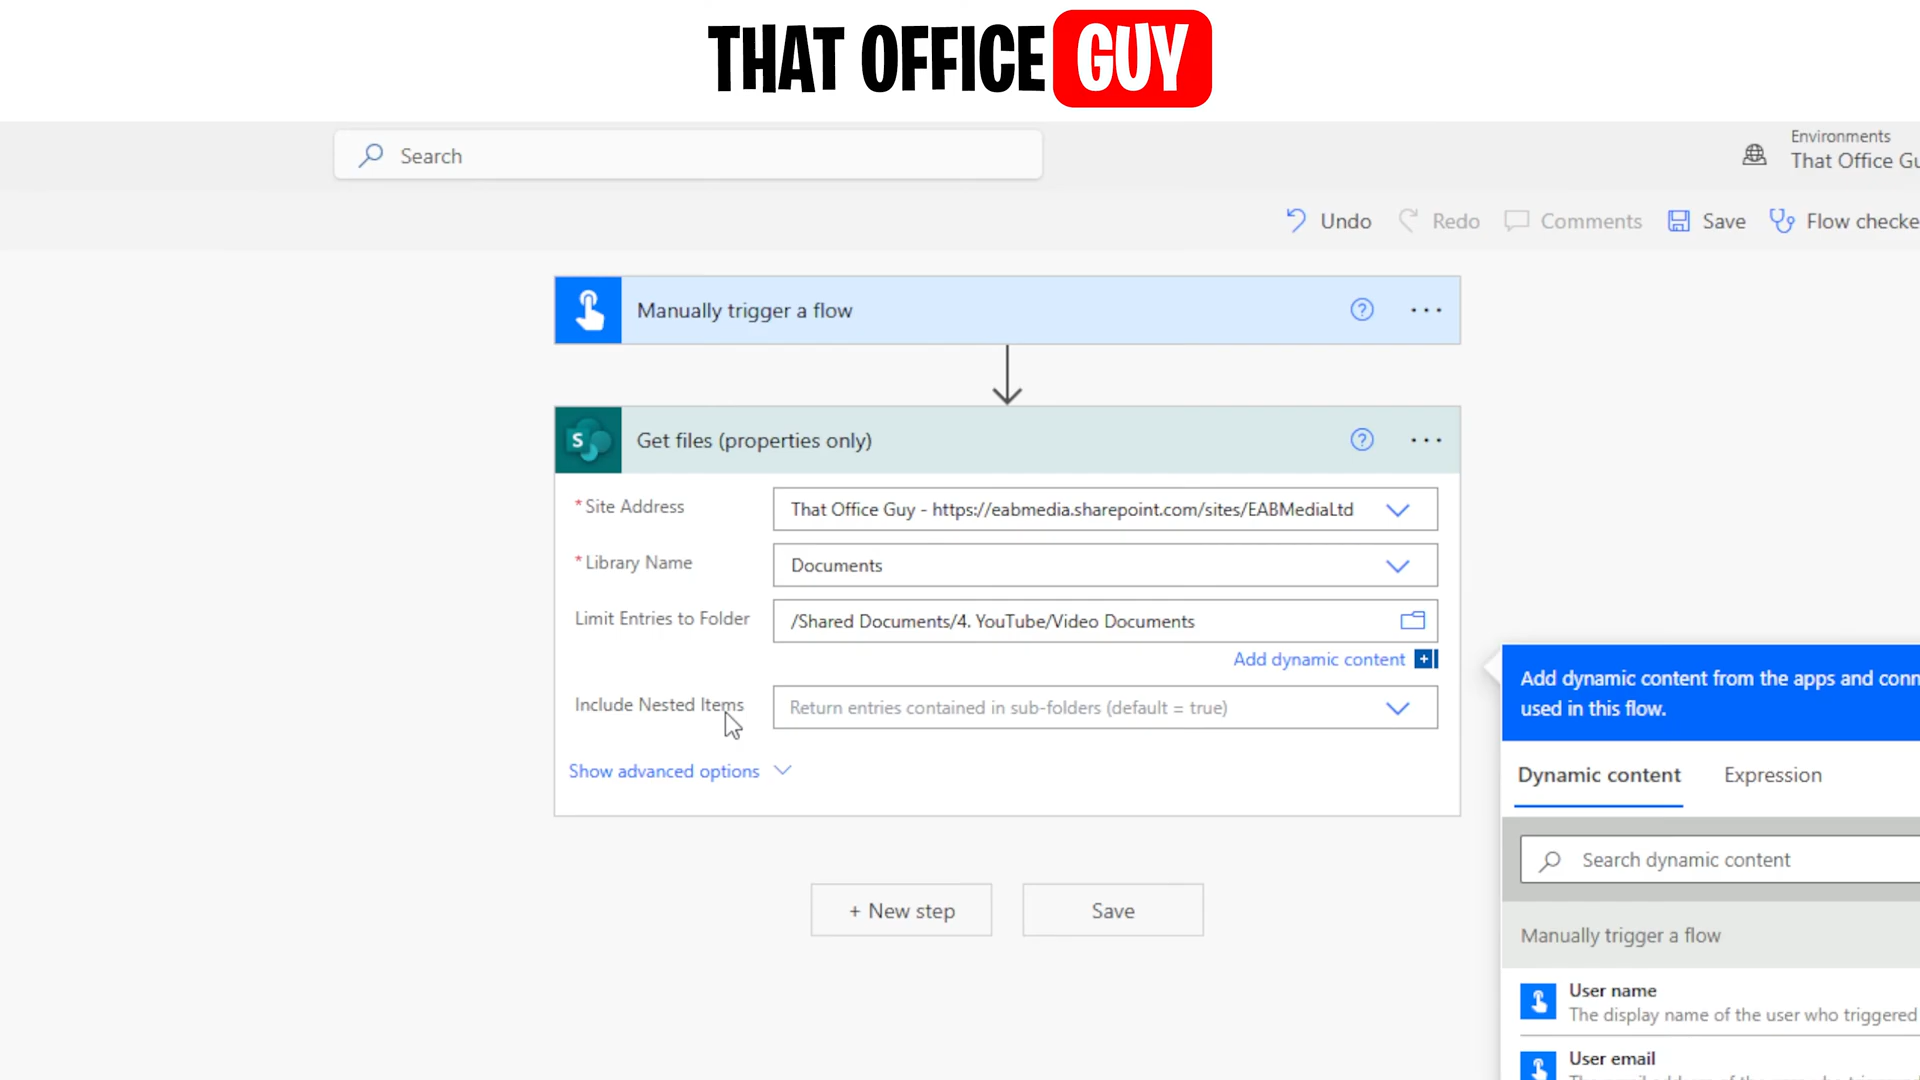 THAT OFFICE GUY
Search
Environments
That Office Gu
Undo
Redo
Comments
Save
Flow checke
Manually trigger a flow
?
...
S
Get files (properties only)
?
...
*Site Address
That Office Guy - https://eabmedia.sharepoint.com/sites/EABMediaLtd
*Library Name
Documents
Limit Entries to Folder
/Shared Documents/4. YouTube/Video Documents
Add dynamic content
Include Nested Items
Return entries contained in sub-folders (default = true)
Show advanced options
+ New step
Save
Add dynamic content from the apps and conn
used in this flow.
Dynamic content
Expression
Search dynamic content
Manually trigger a flow
User name
The display name of the user who triggered
User email